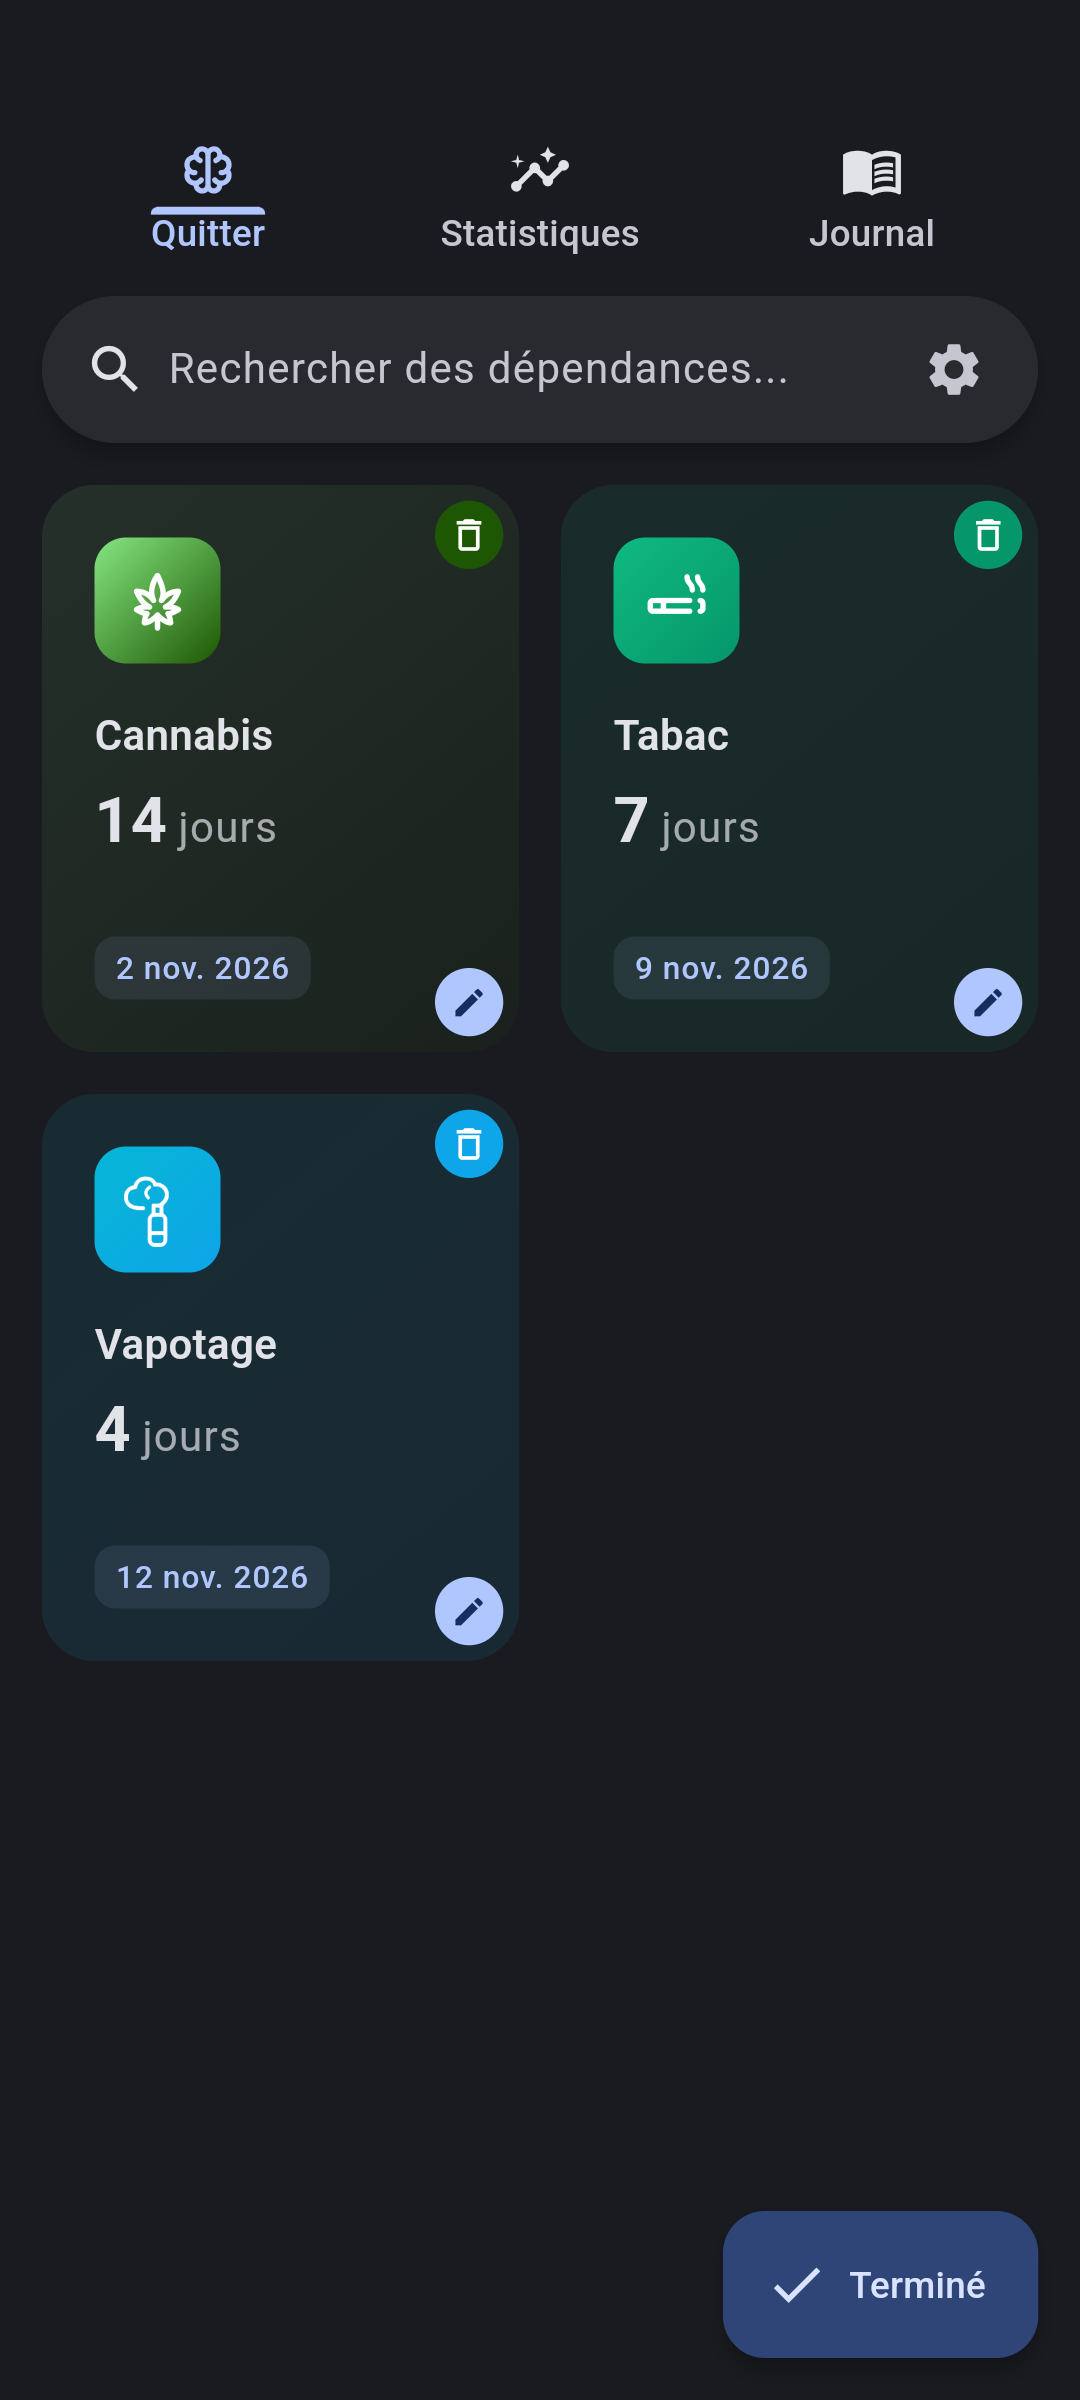 Quitter
Statistiques
Journal
Rechercher des dépendances...
Cannabis
14 jours
2 nov. 2026
Tabac
7 jours
9 nov. 2026
Vapotage
4 jours
12 nov. 2026
Terminé